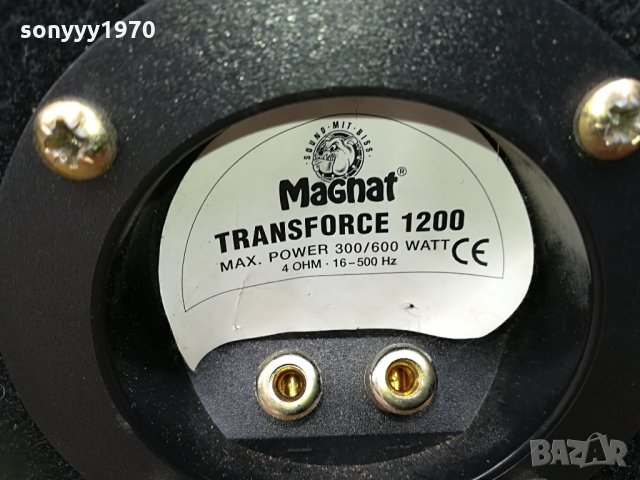 sonyyy1970
SOUND·MIT·BISS
Magnat®
TRANSFORCE 1200
MAX. POWER 300/600 WATT CE
4 OHM · 16–500 Hz
BAZAR